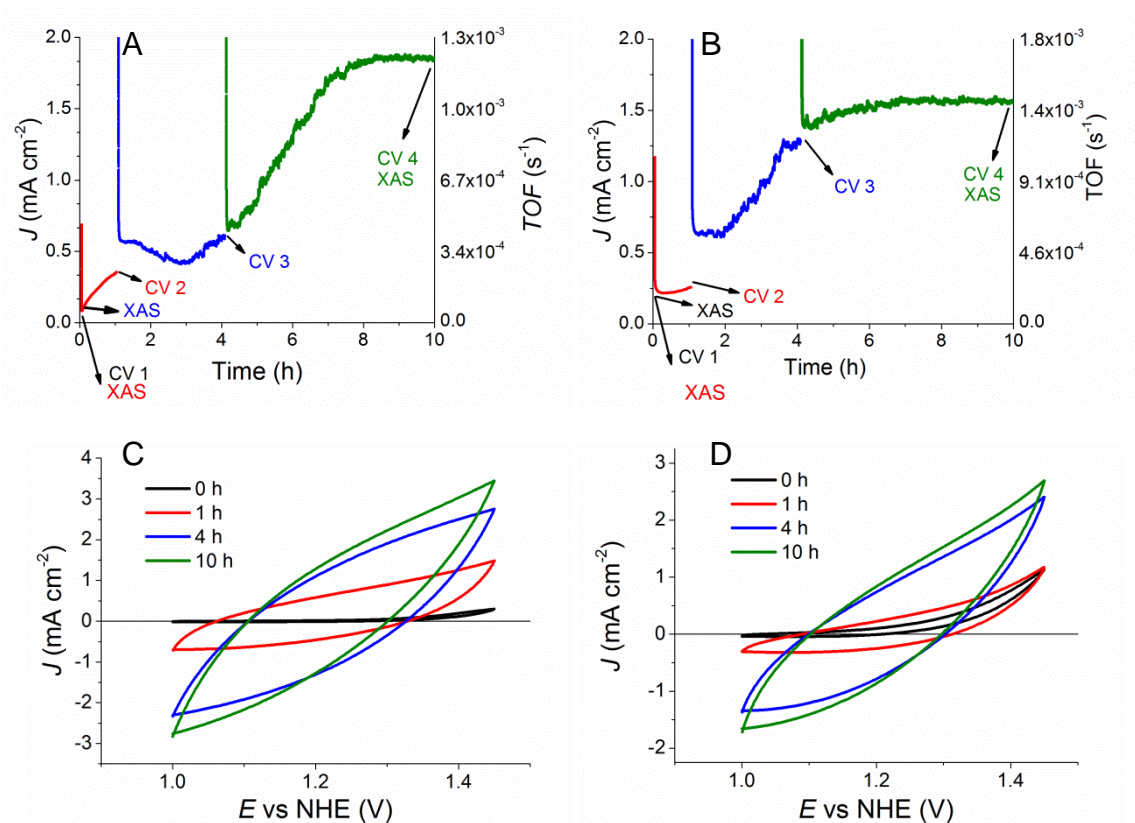 A
2.0
1.5
1.0
0.5
0.0
J (mA cm⁻²)
1.3x10⁻³
1.0x10⁻³
6.7x10⁻⁴
3.4x10⁻⁴
0.0
TOF (s⁻¹)
CV 4
XAS
CV 3
CV 2
XAS
0 2 4 6 8 10
CV 1
XAS
Time (h)
B
2.0
1.5
1.0
0.5
0.0
J (mA cm⁻²)
1.8x10⁻³
1.4x10⁻³
9.1x10⁻⁴
4.6x10⁻⁴
0.0
TOF (s⁻¹)
CV 4
XAS
CV 3
CV 2
XAS
0 2 4 6 8 10
CV 1
XAS
Time (h)
C
4
3
2
1
0
-1
-2
-3
J (mA cm⁻²)
0 h
1 h
4 h
10 h
1.0 1.2 1.4
E vs NHE (V)
D
3
2
1
0
-1
-2
J (mA cm⁻²)
0 h
1 h
4 h
10 h
1.0 1.2 1.4
E vs NHE (V)